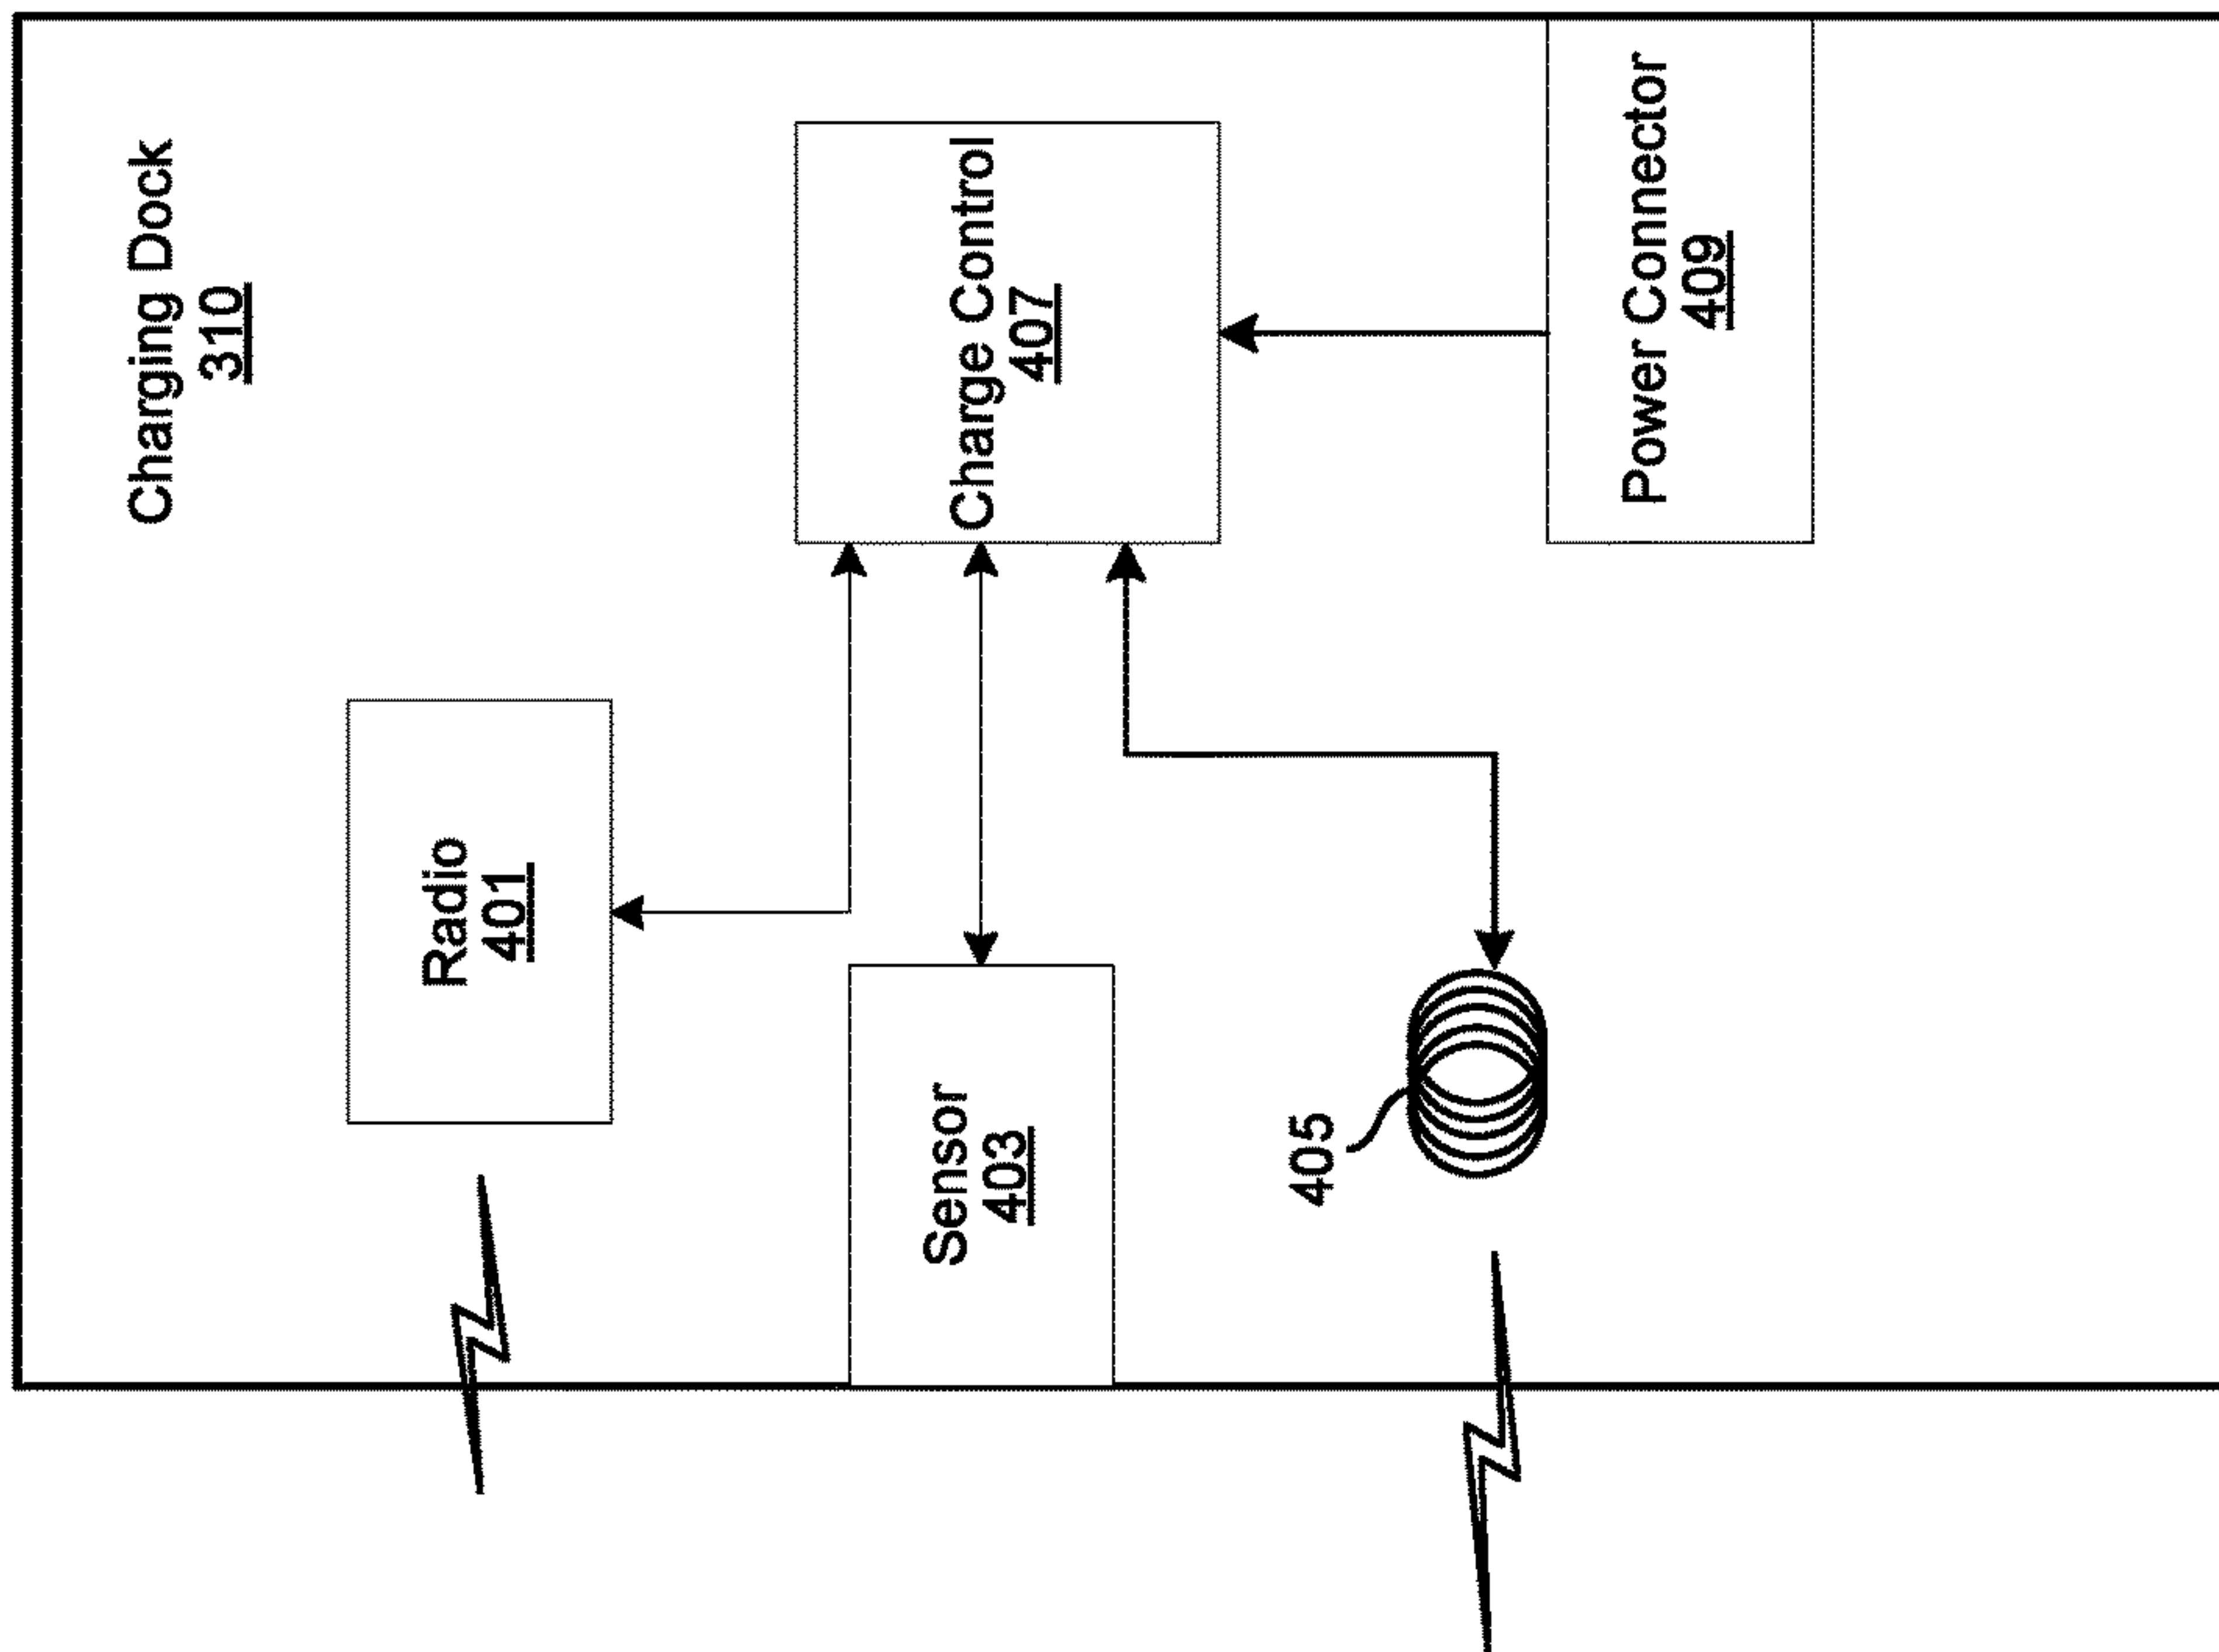 Charging Dock
310
Radio
401
Charge Control
407
Sensor
403
405
Power Connector
409